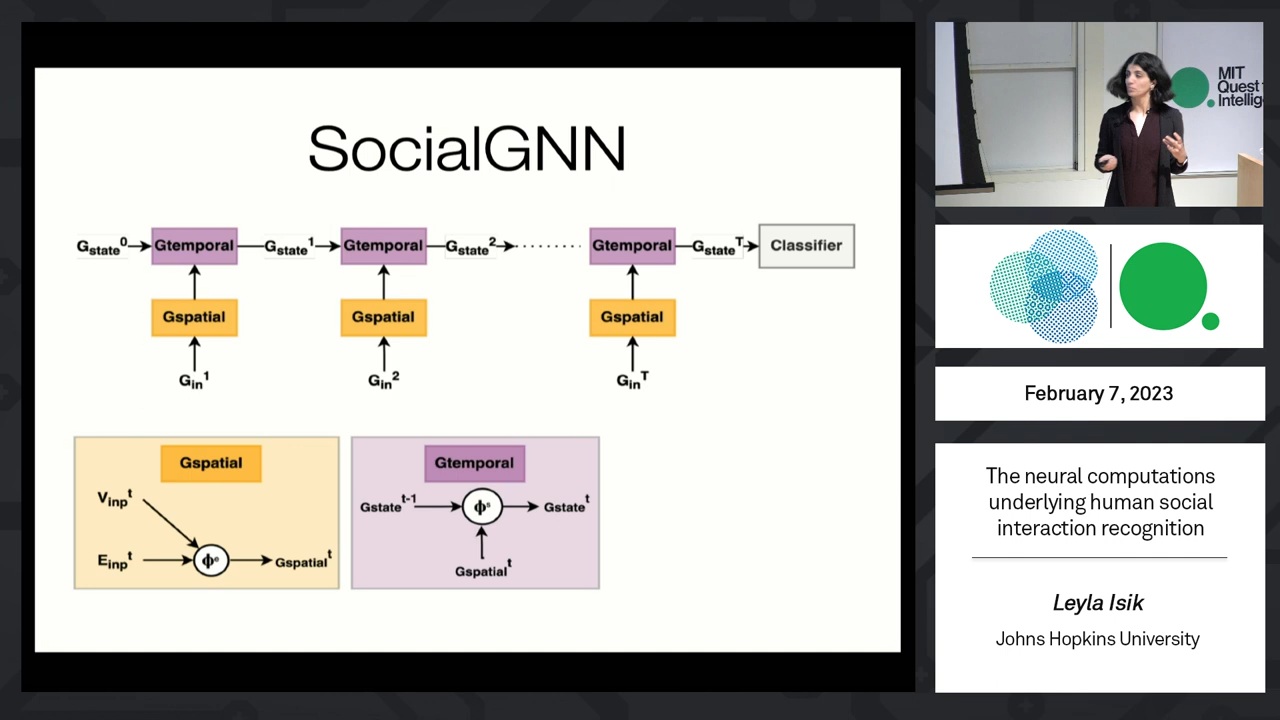 SocialGNN
Gstate⁰ Gtemporal Gstate¹ Gtemporal Gstate² Gtemporal Gstateᵀ Classifier
Gspatial Gspatial Gspatial
Gin¹ Gin² Ginᵀ
Gspatial
Vinpᵗ
Einpᵗ ϕᵉ Gspatialᵗ
Gtemporal
Gstateᵗ⁻¹ ϕˢ Gstateᵗ
Gspatialᵗ
MIT
Quest
Intellig
February 7, 2023
The neural computations
underlying human social
interaction recognition
Leyla Isik
Johns Hopkins University